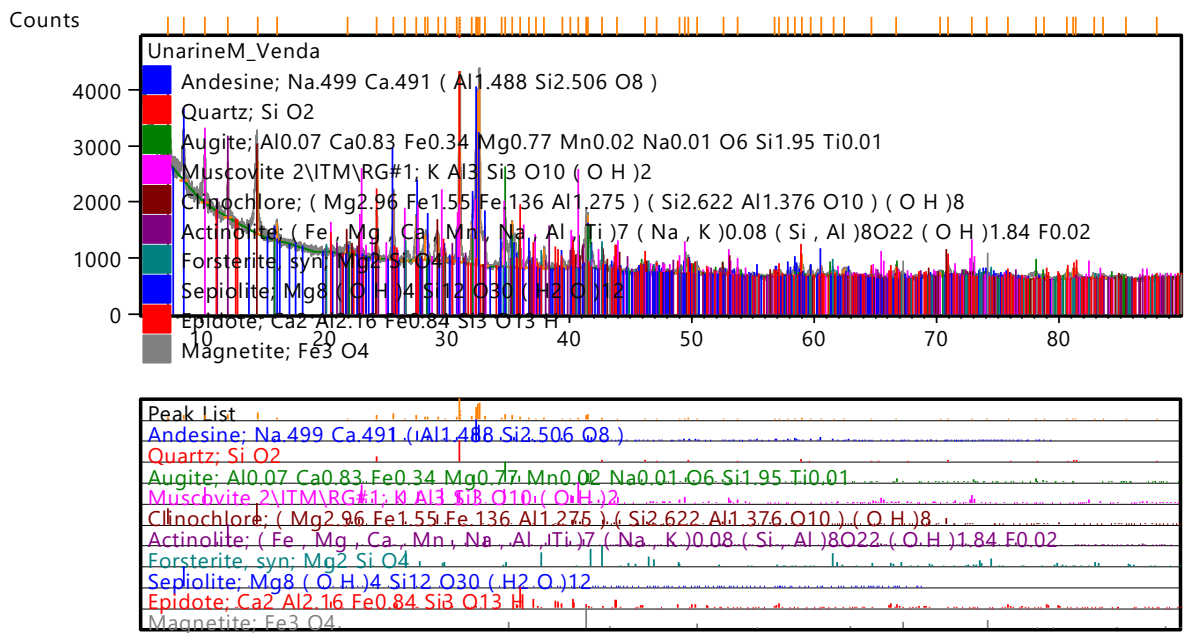 Counts
UnarineM_Venda
Andesine; Na.499 Ca.491 ( Al1.488 Si2.506 O8 )
4000
Quartz; Si O2
Augite; Al0.07 Ca0.83 Fe0.34 Mg0.77 Mn0.02 Na0.01 O6 Si1.95 Ti0.01
3000
Muscovite 2\ITM\RG#1; K Al3 Si3 O10 ( O H )2
2000
Clinochlore; ( Mg2.96 Fe1.55 Fe.136 Al1.275 ) ( Si2.622 Al1.376 O10 ) ( O H )8
Actinolite; ( Fe , Mg , Ca , Mn , Na , Al , Ti )7 ( Na , K )0.08 ( Si , Al )8O22 ( O H )1.84 F0.02
1000
Forsterite, syn; Mg2 Si O4
Sepiolite; Mg8 ( O H )4 Si12 O30 ( H2 O )12
0
Epidote; Ca2 Al2.16 Fe0.84 Si3 O13 H
10 20 30 40 50 60 70 80
Magnetite; Fe3 O4
Peak List
Andesine; Na.499 Ca.491 ( Al1.488 Si2.506 O8 )
Quartz; Si O2
Augite; Al0.07 Ca0.83 Fe0.34 Mg0.77 Mn0.02 Na0.01 O6 Si1.95 Ti0.01
Muscovite 2\ITM\RG#1; K Al3 Si3 O10 ( O H )2
Clinochlore; ( Mg2.96 Fe1.55 Fe.136 Al1.275 ) ( Si2.622 Al1.376 O10 ) ( O H )8
Actinolite; ( Fe , Mg , Ca , Mn , Na , Al , Ti )7 ( Na , K )0.08 ( Si , Al )8O22 ( O H )1.84 F0.02
Forsterite, syn; Mg2 Si O4
Sepiolite; Mg8 ( O H )4 Si12 O30 ( H2 O )12
Epidote; Ca2 Al2.16 Fe0.84 Si3 O13 H
Magnetite; Fe3 O4